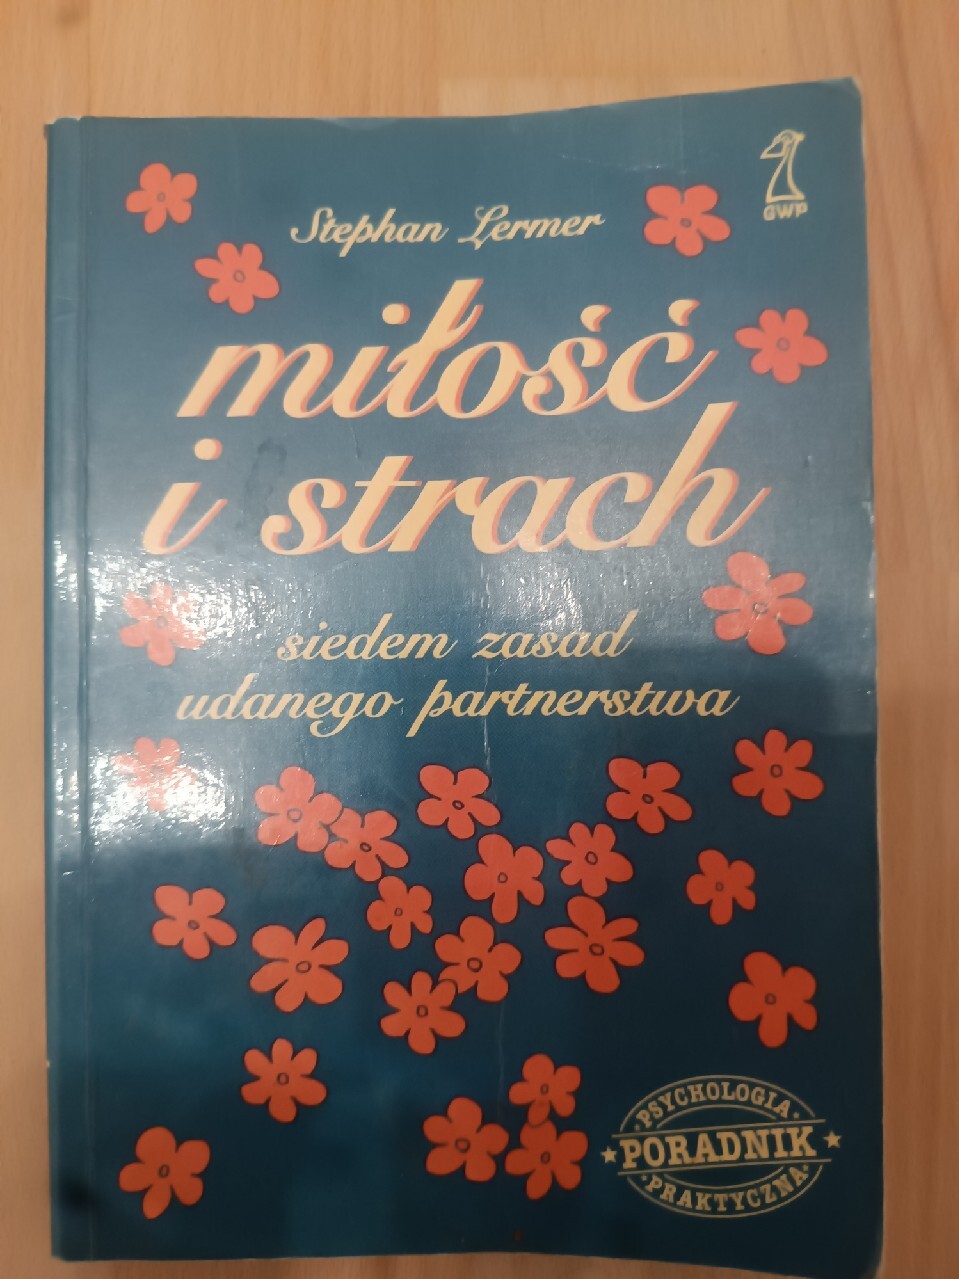 GWP
Stephan Lermer
miłość
i strach
siedem zasad
udanego partnerstwa
PSYCHOLOGIA
PORADNIK
PRAKTYCZNA